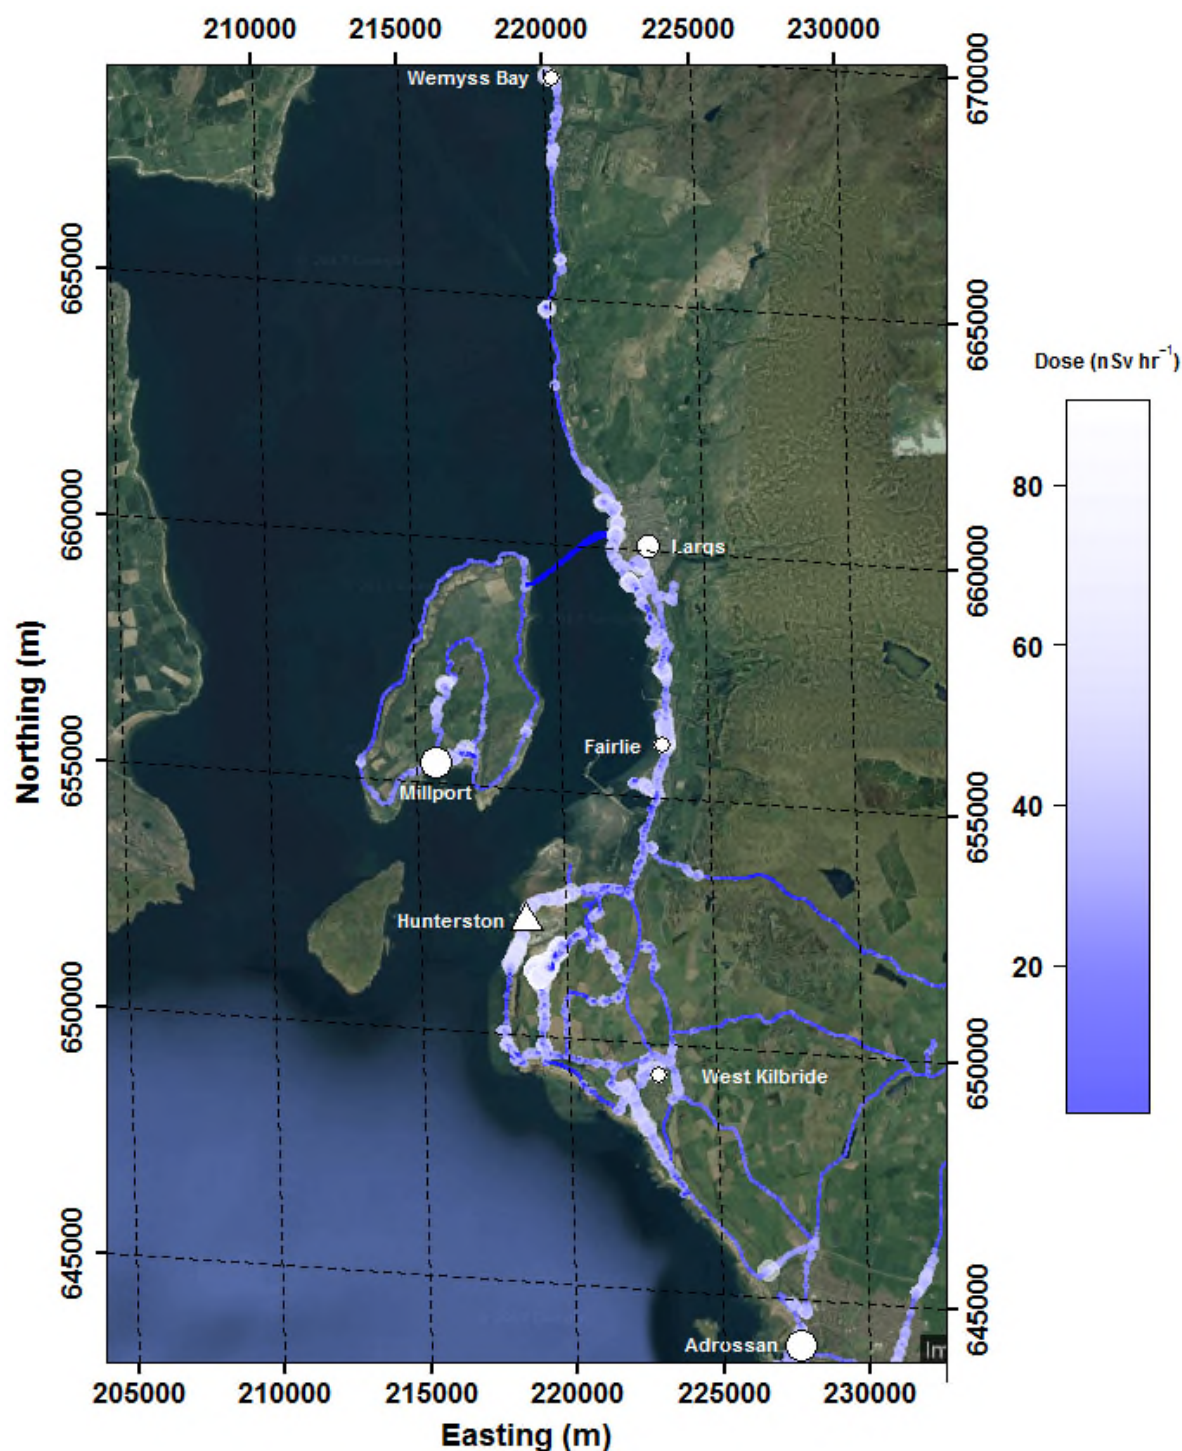 210000 215000 220000 225000 230000
Wemyss Bay
670000
665000
665000
Dose (nSv hr⁻¹)
80
660000
Largs
660000
60
Northing (m)
Fairlie
655000
Millport
40
655000
Hunterston
20
650000
West Kilbride
650000
645000
645000
Adrossan
Im
205000 210000 215000 220000 225000 230000
Easting (m)